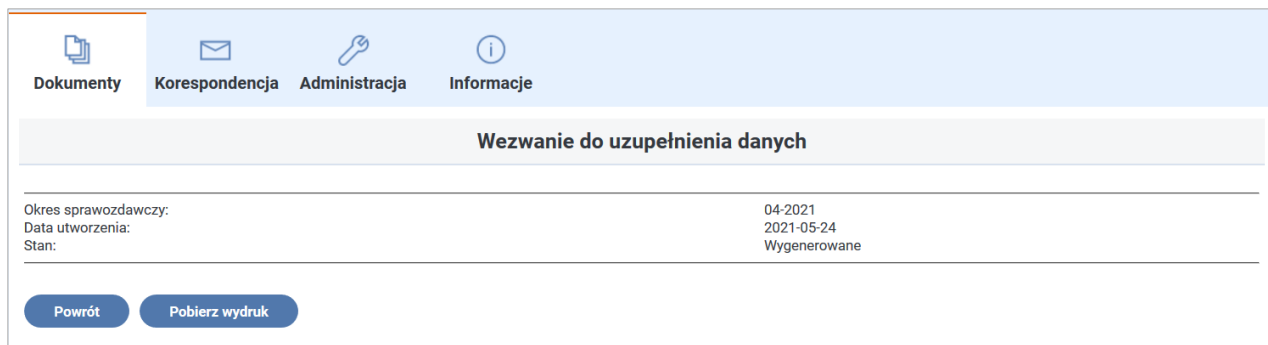 Dokumenty Korespondencja Administracja Informacje
Wezwanie do uzupełnienia danych
Okres sprawozdawczy: 04-2021
Data utworzenia: 2021-05-24
Stan: Wygenerowane
Powrót Pobierz wydruk